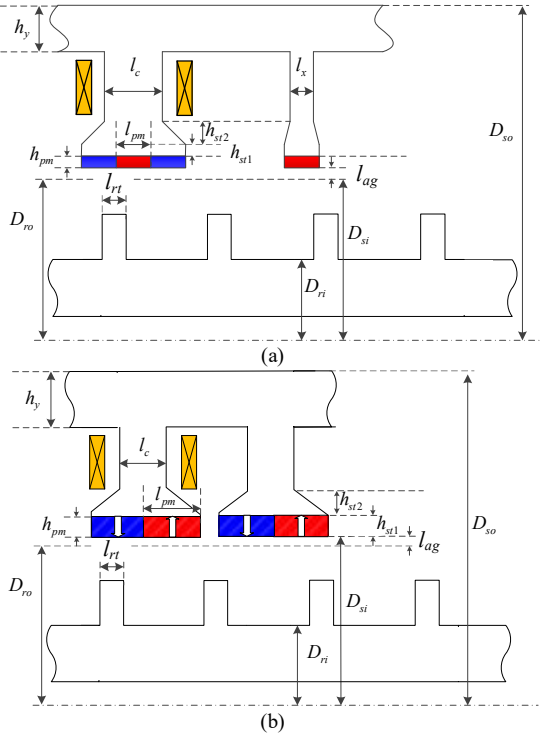 h_y
l_c
l_x
l_pm
h_st2
h_st1
h_pm
l_rt
l_ag
D_so
D_ro
D_si
D_ri
(a)
h_y
l_c
l_pm
h_st2
h_pm
h_st1
l_ag
l_rt
D_so
D_ro
D_si
D_ri
(b)